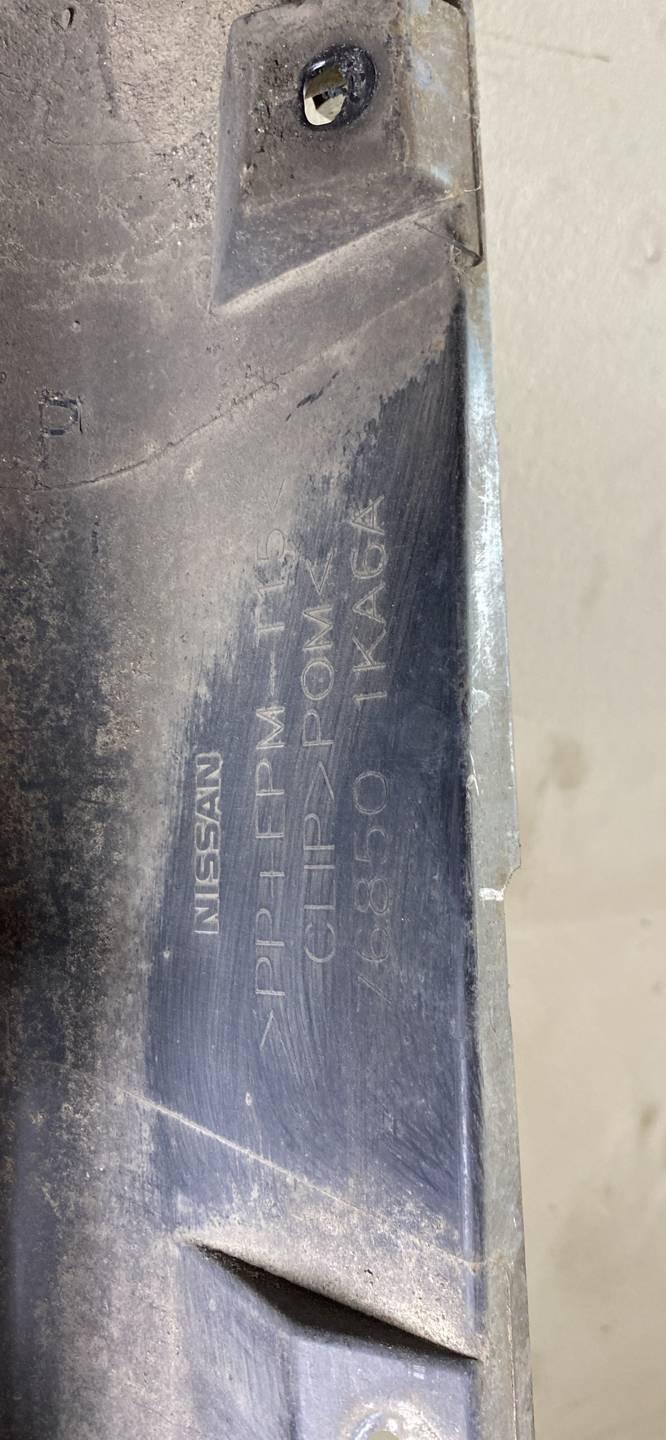 NISSAN
>PP+EPM-T15<
CLIP>POM<
76850 1KA6A